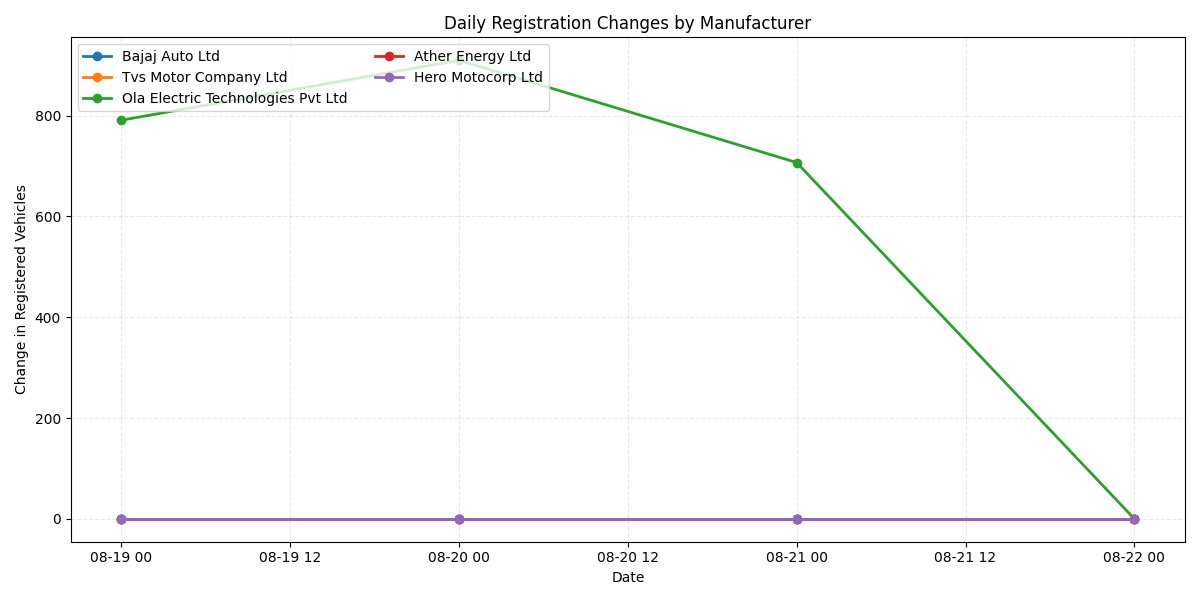 Daily Registration Changes by Manufacturer
Bajaj Auto Ltd
Tvs Motor Company Ltd
Ola Electric Technologies Pvt Ltd
Ather Energy Ltd
Hero Motocorp Ltd
Change in Registered Vehicles
800
600
400
200
0
08-19 00
08-19 12
08-20 00
08-20 12
08-21 00
08-21 12
08-22 00
Date